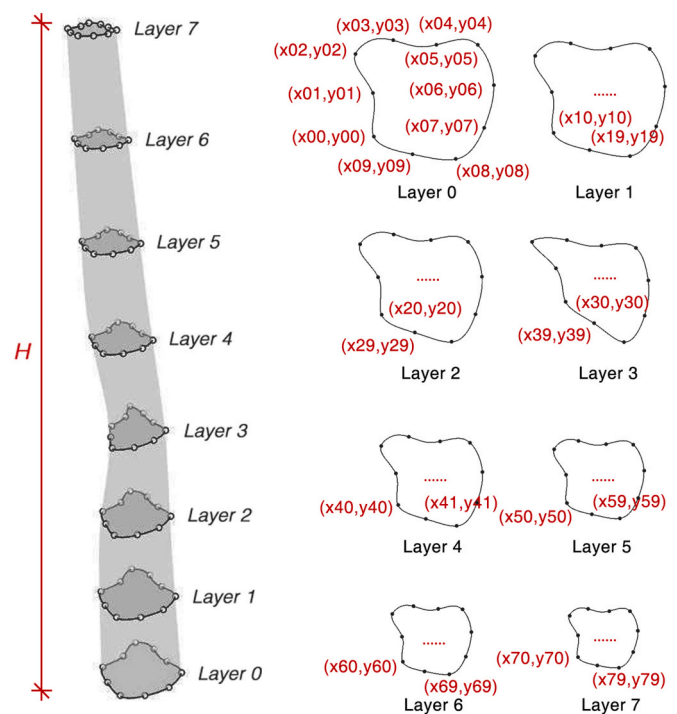 H
Layer 7
Layer 6
Layer 5
Layer 4
Layer 3
Layer 2
Layer 1
Layer 0
(x03,y03) (x04,y04)
(x02,y02) (x05,y05)
(x01,y01) (x06,y06)
(x00,y00) (x07,y07)
(x09,y09) (x08,y08)
Layer 0
......
(x10,y10)
(x19,y19)
Layer 1
......
(x20,y20)
(x29,y29)
Layer 2
......
(x30,y30)
(x39,y39)
Layer 3
......
(x40,y40) (x41,y41)
Layer 4
......
(x50,y50) (x59,y59)
Layer 5
......
(x60,y60)
(x69,y69)
Layer 6
......
(x70,y70)
(x79,y79)
Layer 7